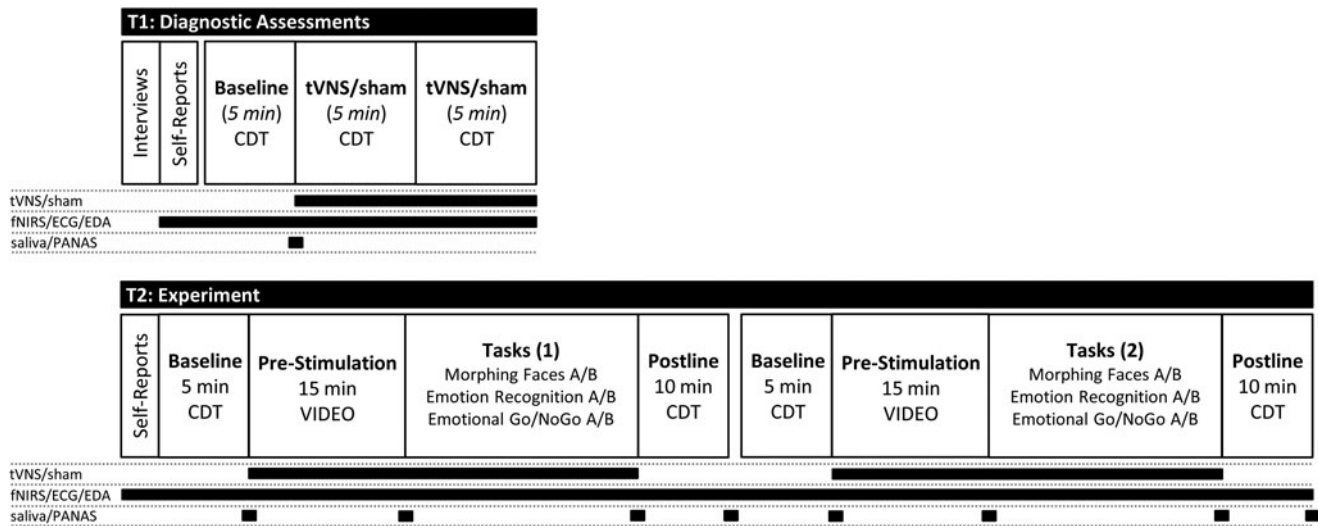 T1: Diagnostic Assessments
Interviews
Self-Reports
Baseline
(5 min)
CDT
tVNS/sham
(5 min)
CDT
tVNS/sham
(5 min)
CDT
tVNS/sham
fNIRS/ECG/EDA
saliva/PANAS
T2: Experiment
Self-Reports
Baseline
5 min
CDT
Pre-Stimulation
15 min
VIDEO
Tasks (1)
Morphing Faces A/B
Emotion Recognition A/B
Emotional Go/NoGo A/B
Postline
10 min
CDT
Baseline
5 min
CDT
Pre-Stimulation
15 min
VIDEO
Tasks (2)
Morphing Faces A/B
Emotion Recognition A/B
Emotional Go/NoGo A/B
Postline
10 min
CDT
tVNS/sham
fNIRS/ECG/EDA
saliva/PANAS